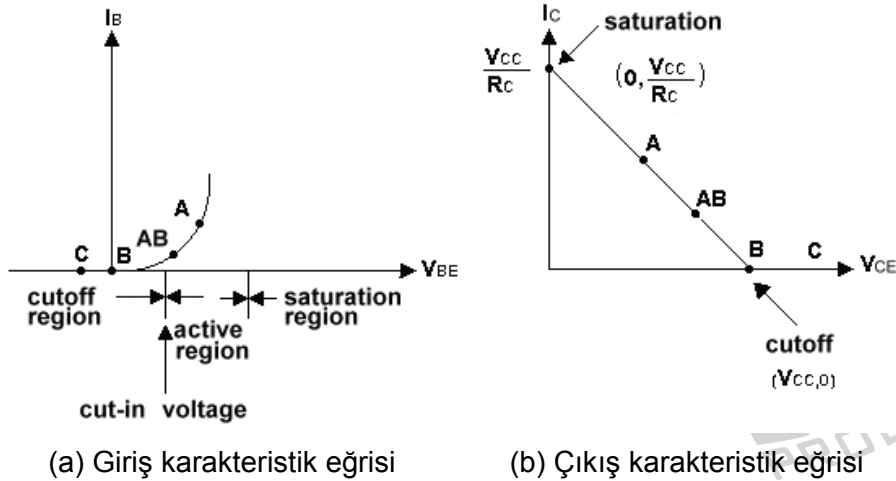 IB
A
AB
C
B
VBE
cutoff
region
active
region
saturation
region
cut-in voltage
(a) Giriş karakteristik eğrisi
IC
saturation
VCC
RC
(0, VCC
RC )
A
AB
B
C
VCE
cutoff
(VCC,0)
(b) Çıkış karakteristik eğrisi